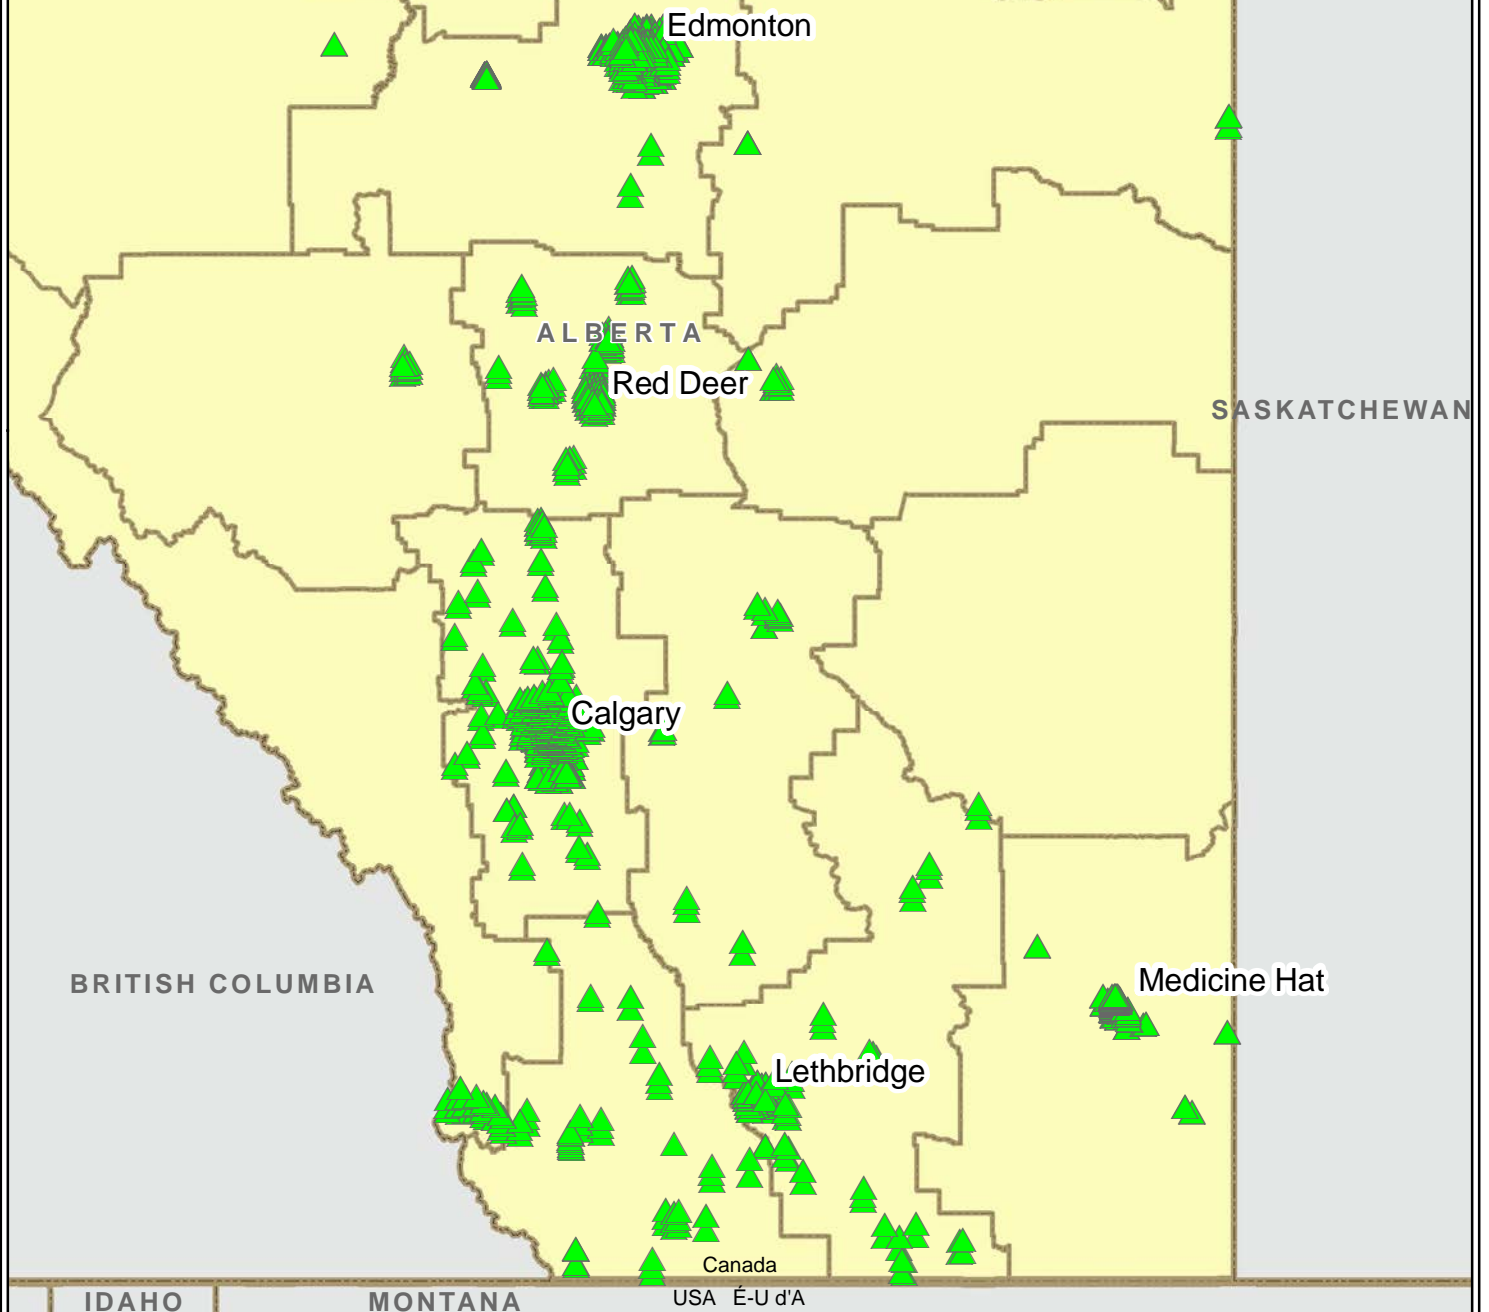 Edmonton
ALBERTA
Red Deer
SASKATCHEWAN
Calgary
BRITISH COLUMBIA
Medicine Hat
Lethbridge
Canada
USA É-U d'A
IDAHO
MONTANA